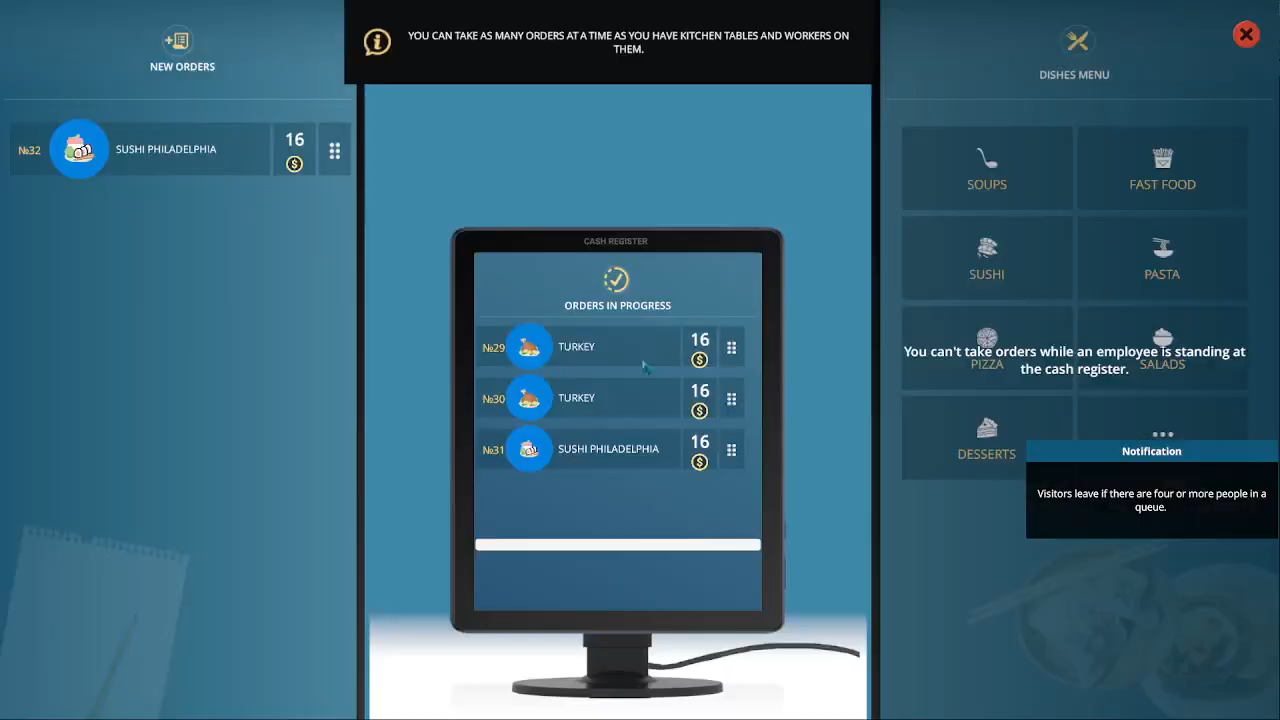 NEW ORDERS
№32 SUSHI PHILADELPHIA 16
YOU CAN TAKE AS MANY ORDERS AT A TIME AS YOU HAVE KITCHEN TABLES AND WORKERS ON
THEM.
CASH REGISTER
ORDERS IN PROGRESS
№29 TURKEY 16
№30 TURKEY 16
№31 SUSHI PHILADELPHIA 16
DISHES MENU
SOUPS
FAST FOOD
SUSHI
PASTA
You can't take orders while an employee is standing at
the cash register.
PIZZA
SALADS
DESSERTS
Notification
Visitors leave if there are four or more people in a
queue.